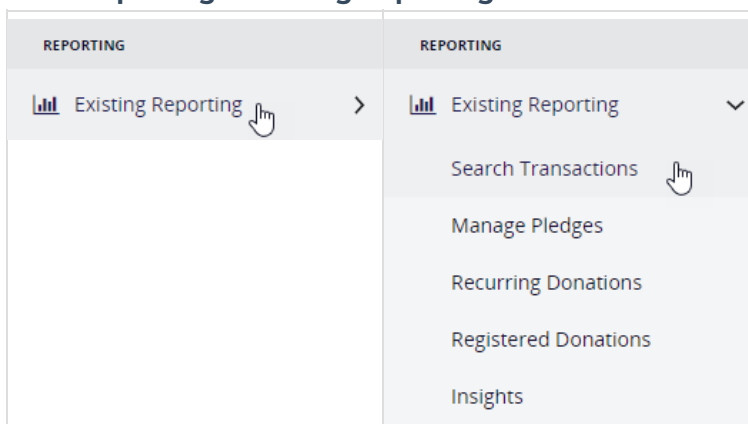 REPORTING
Existing Reporting
REPORTING
Existing Reporting
Search Transactions
Manage Pledges
Recurring Donations
Registered Donations
Insights